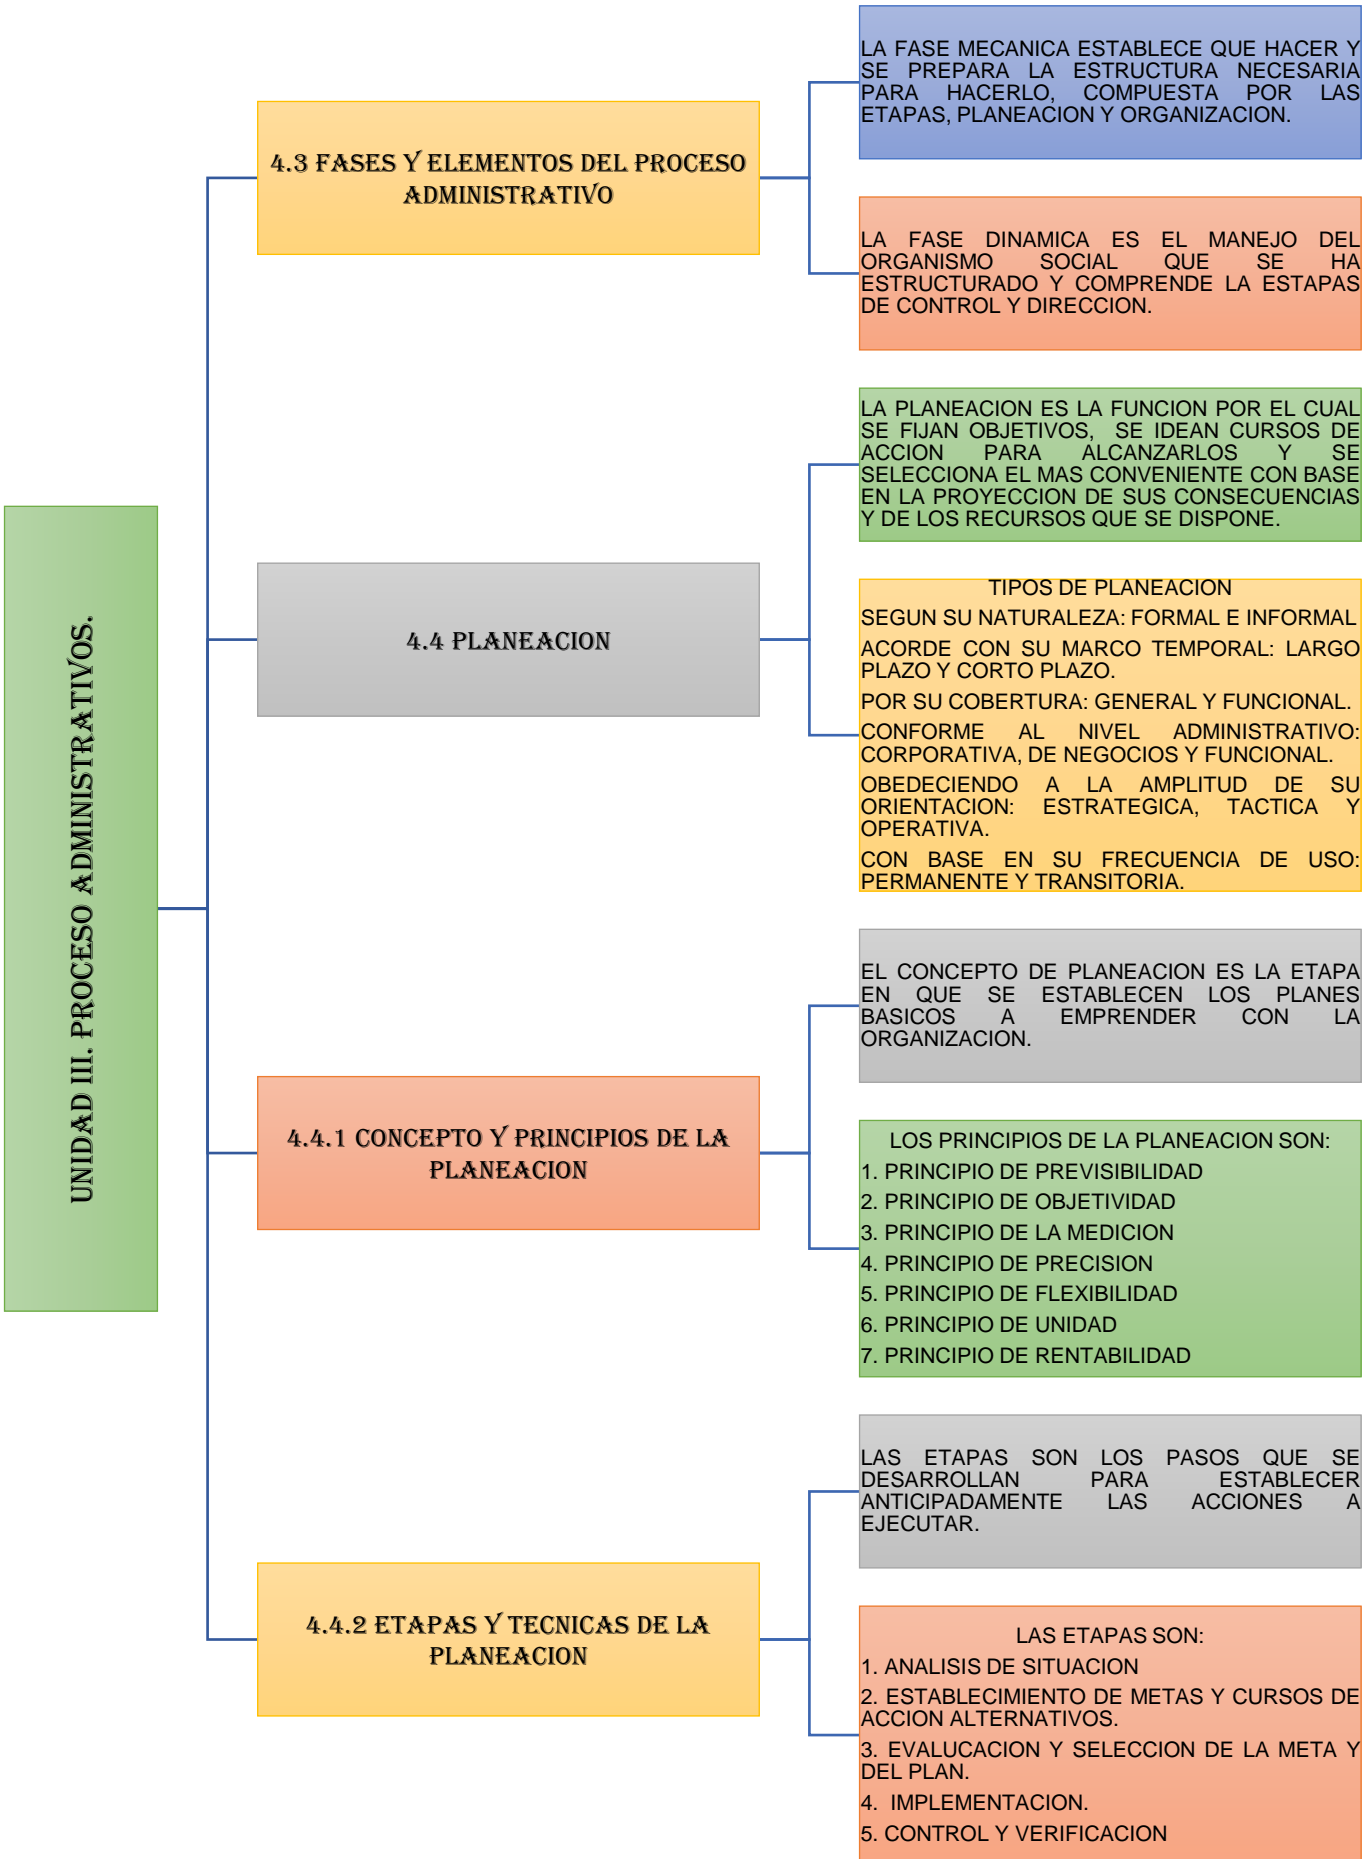 UNIDAD III. PROCESO ADMINISTRATIVOS.
4.3 FASES Y ELEMENTOS DEL PROCESO
ADMINISTRATIVO
LA FASE MECANICA ESTABLECE QUE HACER Y
SE PREPARA LA ESTRUCTURA NECESARIA
PARA HACERLO, COMPUESTA POR LAS
ETAPAS, PLANEACION Y ORGANIZACION.
LA FASE DINAMICA ES EL MANEJO DEL
ORGANISMO SOCIAL QUE SE HA
ESTRUCTURADO Y COMPRENDE LA ESTAPAS
DE CONTROL Y DIRECCION.
4.4 PLANEACION
LA PLANEACION ES LA FUNCION POR EL CUAL
SE FIJAN OBJETIVOS, SE IDEAN CURSOS DE
ACCION PARA ALCANZARLOS Y SE
SELECCIONA EL MAS CONVENIENTE CON BASE
EN LA PROYECCION DE SUS CONSECUENCIAS
Y DE LOS RECURSOS QUE SE DISPONE.
TIPOS DE PLANEACION
SEGUN SU NATURALEZA: FORMAL E INFORMAL
ACORDE CON SU MARCO TEMPORAL: LARGO
PLAZO Y CORTO PLAZO.
POR SU COBERTURA: GENERAL Y FUNCIONAL.
CONFORME AL NIVEL ADMINISTRATIVO:
CORPORATIVA, DE NEGOCIOS Y FUNCIONAL.
OBEDECIENDO A LA AMPLITUD DE SU
ORIENTACION: ESTRATEGICA, TACTICA Y
OPERATIVA.
CON BASE EN SU FRECUENCIA DE USO:
PERMANENTE Y TRANSITORIA.
4.4.1 CONCEPTO Y PRINCIPIOS DE LA
PLANEACION
EL CONCEPTO DE PLANEACION ES LA ETAPA
EN QUE SE ESTABLECEN LOS PLANES
BASICOS A EMPRENDER CON LA
ORGANIZACION.
LOS PRINCIPIOS DE LA PLANEACION SON:
1. PRINCIPIO DE PREVISIBILIDAD
2. PRINCIPIO DE OBJETIVIDAD
3. PRINCIPIO DE LA MEDICION
4. PRINCIPIO DE PRECISION
5. PRINCIPIO DE FLEXIBILIDAD
6. PRINCIPIO DE UNIDAD
7. PRINCIPIO DE RENTABILIDAD
4.4.2 ETAPAS Y TECNICAS DE LA
PLANEACION
LAS ETAPAS SON LOS PASOS QUE SE
DESARROLLAN PARA ESTABLECER
ANTICIPADAMENTE LAS ACCIONES A
EJECUTAR.
LAS ETAPAS SON:
1. ANALISIS DE SITUACION
2. ESTABLECIMIENTO DE METAS Y CURSOS DE
ACCION ALTERNATIVOS.
3. EVALUCACION Y SELECCION DE LA META Y
DEL PLAN.
4. IMPLEMENTACION.
5. CONTROL Y VERIFICACION